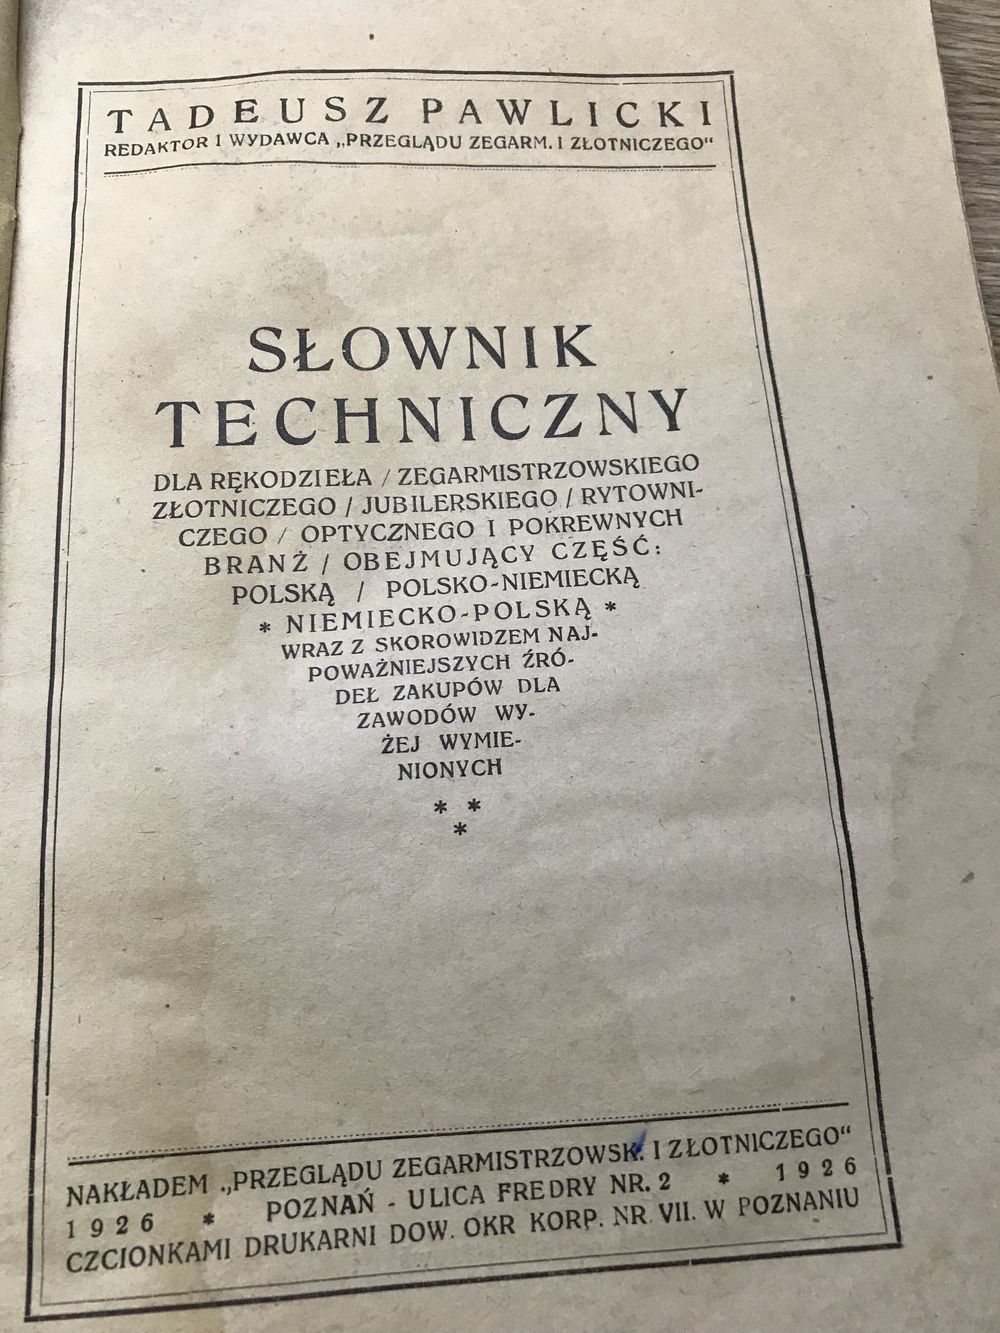 TADEUSZ PAWLICKI
REDAKTOR I WYDAWCA „PRZEGLĄDU ZEGARM. I ZŁOTNICZEGO“
SŁOWNIK
TECHNICZNY
DLA RĘKODZIEŁA / ZEGARMISTRZOWSKIEGO
ZŁOTNICZEGO / JUBILERSKIEGO / RYTOWNI-
CZEGO / OPTYCZNEGO I POKREWNYCH
BRANŻ / OBEJMUJĄCY CZĘŚĆ:
POLSKĄ / POLSKO-NIEMIECKĄ
* NIEMIECKO-POLSKĄ *
WRAZ Z SKOROWIDZEM NAJ-
POWAŻNIEJSZYCH ŹRÓ-
DEŁ ZAKUPÓW DLA
ZAWODÓW WY-
ŻEJ WYMIE-
NIONYCH
* *
*
NAKŁADEM „PRZEGLĄDU ZEGARMISTRZOWSK. I ZŁOTNICZEGO“
1926 * POZNAŃ - ULICA FREDRY NR. 2 * 1926
CZCIONKAMI DRUKARNI DOW. OKR KORP. NR. VII. W POZNANIU